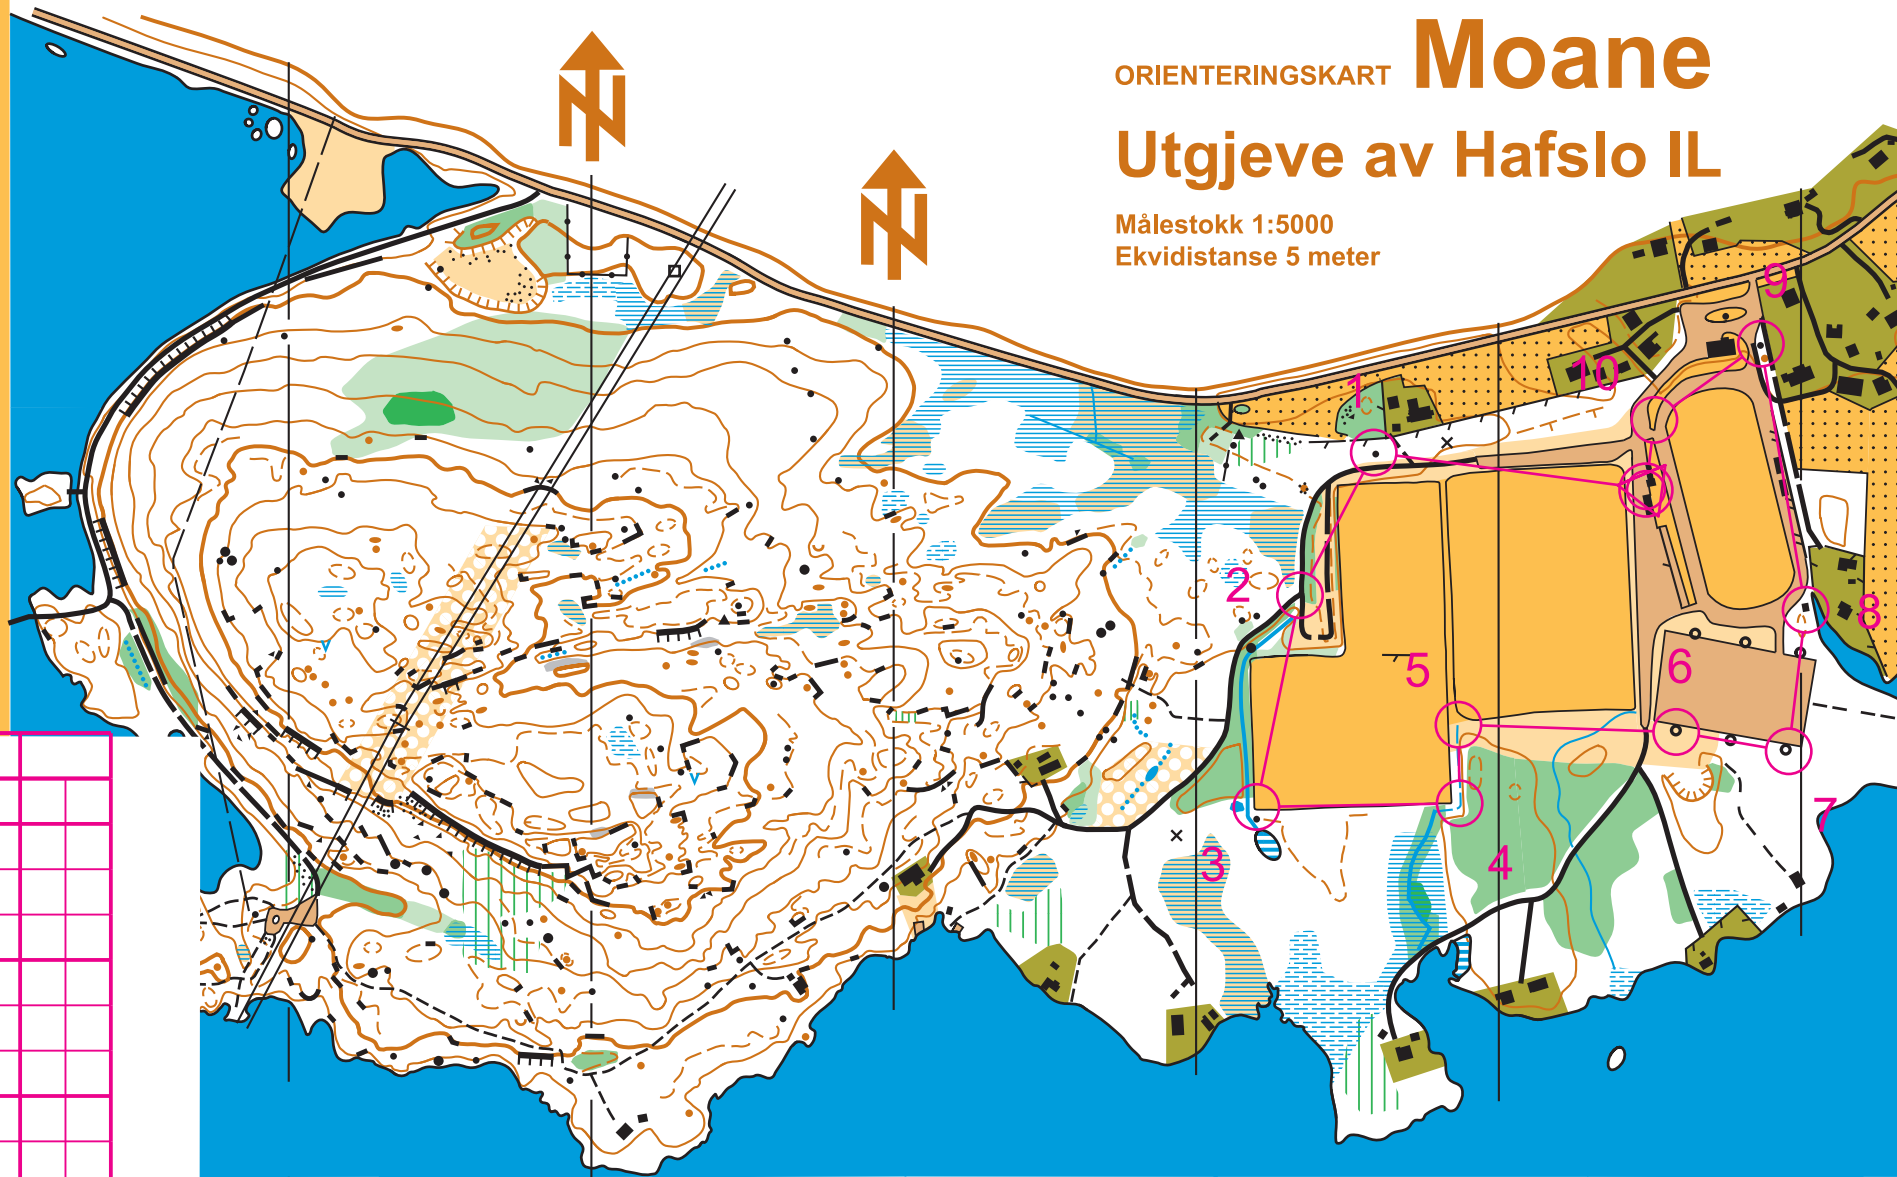 ORIENTERINGSKART Moane
Utgjeve av Hafslo IL
Målestokk 1:5000
Ekvidistanse 5 meter
N
N
9
10
1
2
8
5
6
7
3
4